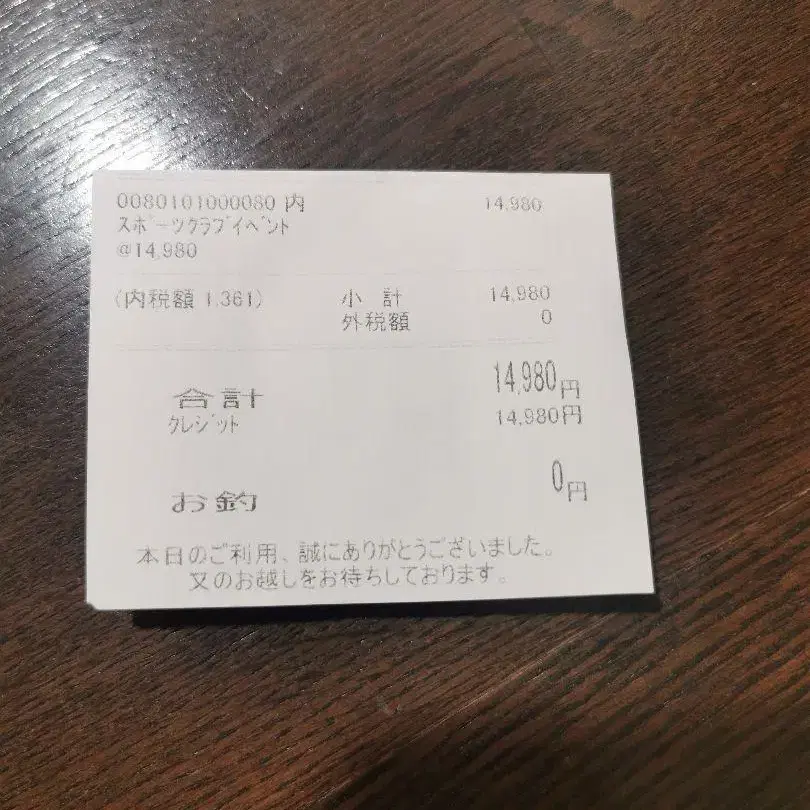 0080101000080 内 14,980
スポーツクラブイベント
@14,980
(内税額 1,361) 小 計 14,980
外税額 0
合計 14,980円
クレジット 14,980円
お釣 0円
本日のご利用、誠にありがとうございました。
又のお越しをお待ちしております。